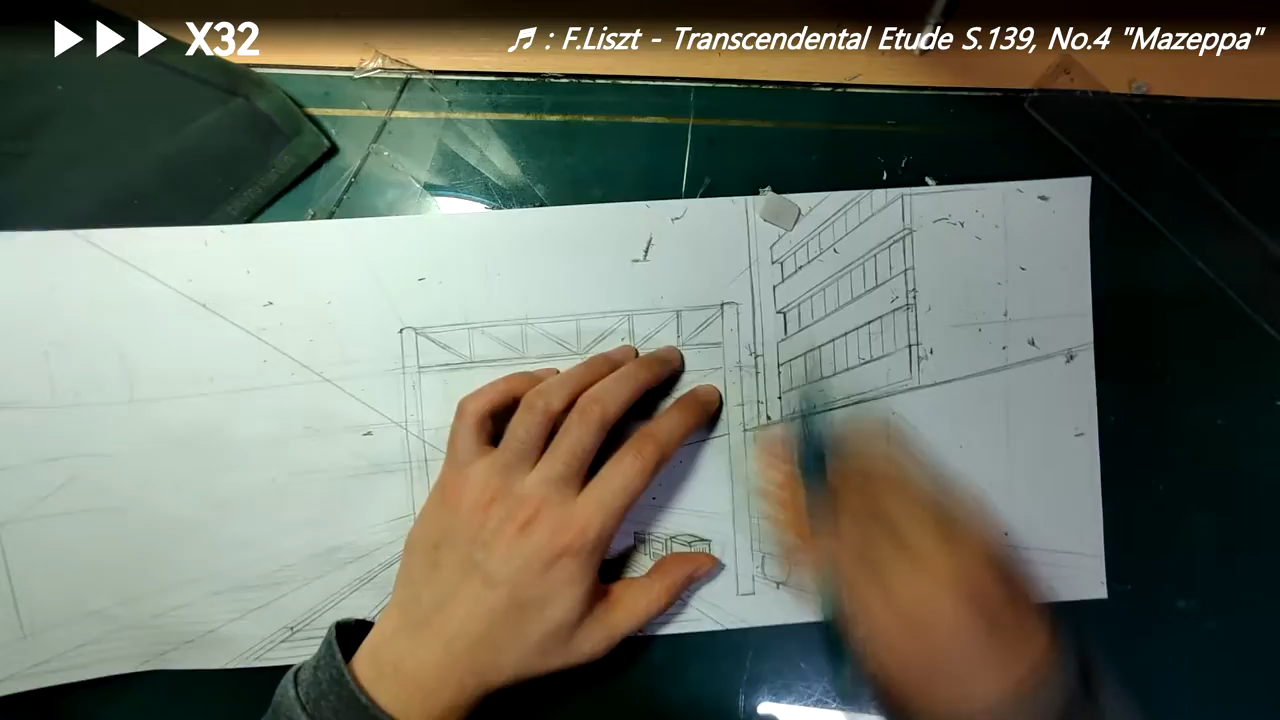 ▶▶▶ X32
♬ : F.Liszt - Transcendental Etude S.139, No.4 "Mazeppa"